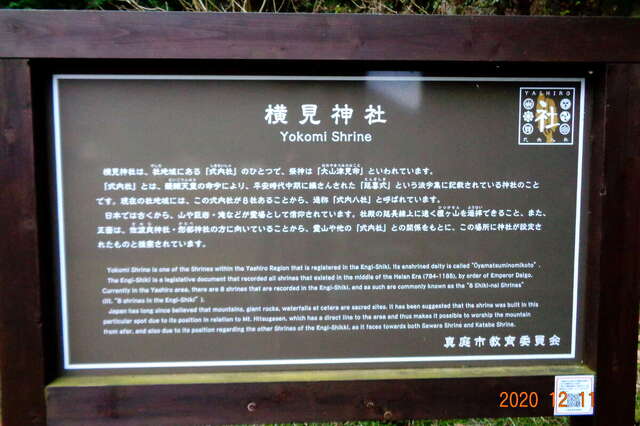 YASHIRO
社
式内八社
横見神社
Yokomi Shrine
横見神社は、社地域にある「式内社」のひとつで、祭神は「大山津見命」といわれています。
「式内社」とは、醍醐天皇の命令により、平安時代中期に編さんされた「延喜式」という法令集に記載されている神社のこと
です。現在の社地域には、この式内社が8社あることから、通称「式内八社」と呼ばれています。
日本では古くから、山や巨岩・滝などが霊場として信仰されています。社殿の延長線上に遠く櫃ヶ山を遥拝できること、また、
正面は、佐波良神社・形部神社の方に向いていることから、霊山や他の「式内社」との関係をもとに、この場所に神社が設定さ
れたものと推察されています。
Yokomi Shrine is one of the Shrines within the Yashiro Region that is registered in the Engi-Shiki. Its enshrined deity is called "Oyamatsuminomikoto".
The Engi-Shiki is a legislative document that recorded all shrines that existed in the middle of the Heian Era (794-1185), by order of Emperor Daigo.
Currently in the Yashiro area, there are 8 shrines that are recorded in the Engi-Shiki, and as such are commonly known as the "8 Shiki-nai Shrines"
(lit. "8 shrines in the Engi-Shiki").
Japan has long since believed that mountains, giant rocks, waterfalls et cetera are sacred sites. It has been suggested that the shrine was built in this
particular spot due to its position in relation to Mt. Hitsugasen, which has a direct line to the area and thus makes it possible to worship the mountain
from afar, and also due to its position regarding the other Shrines of the Engi-Shiki, as it faces towards both Sawara Shrine and Katabe Shrine.
真庭市教育委員会
2020 12 11